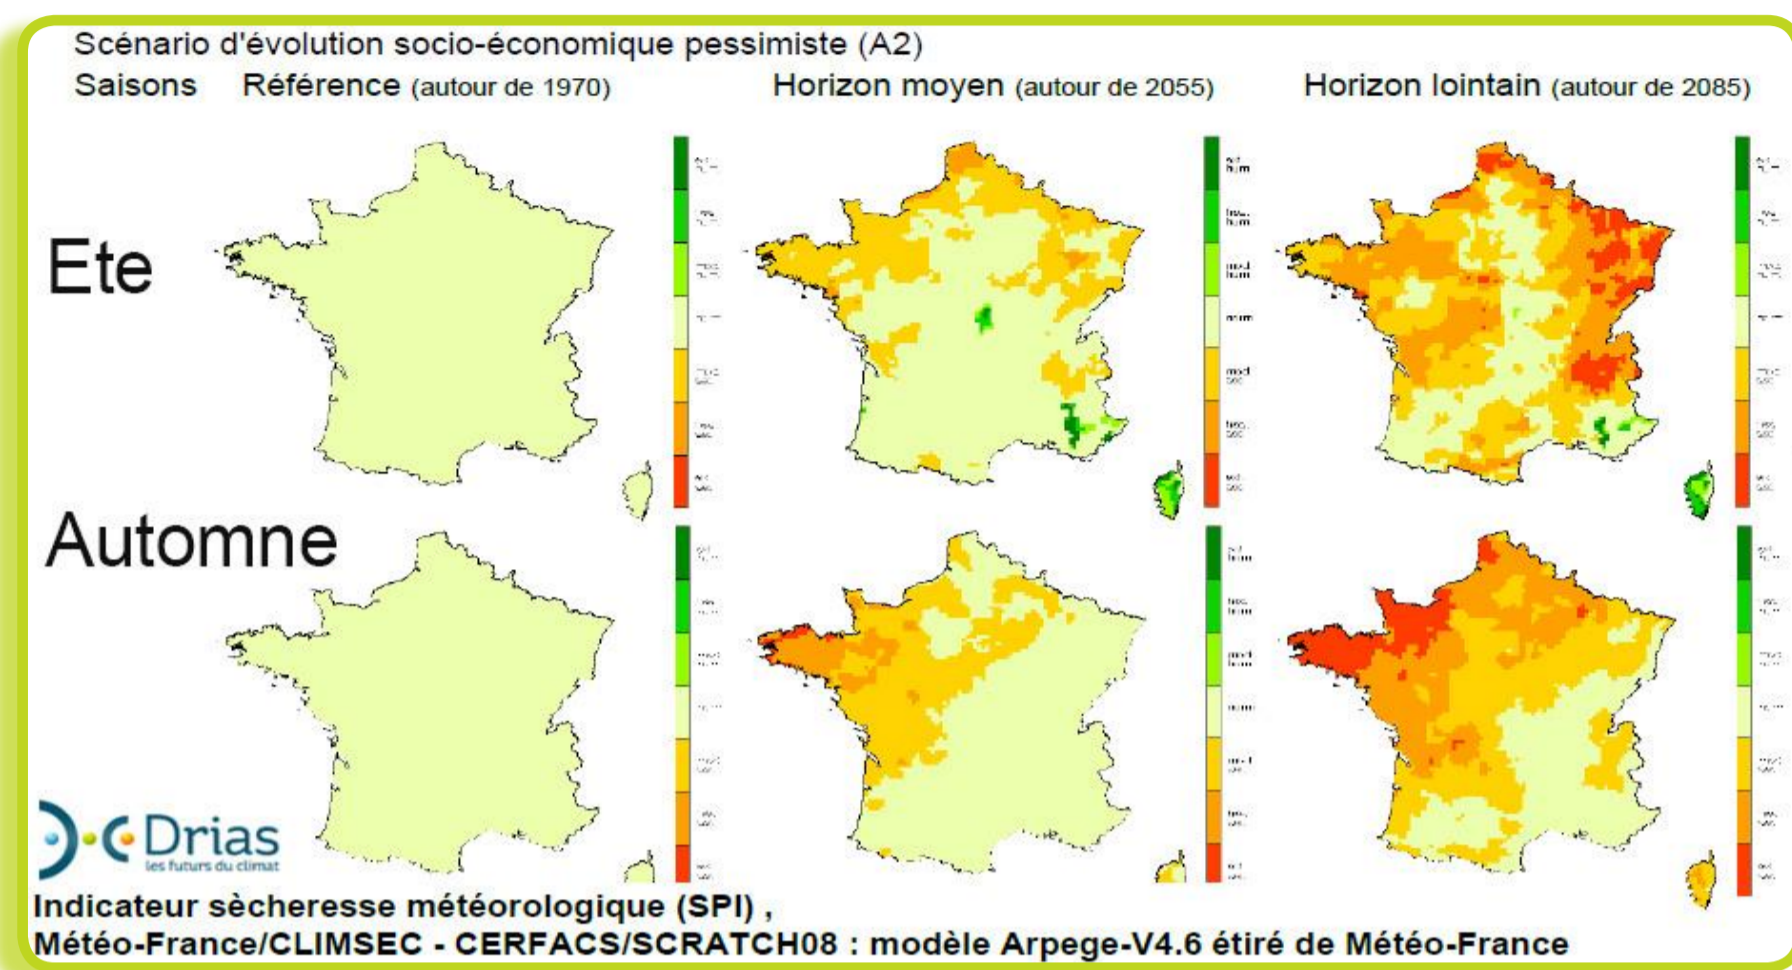 Scénario d'évolution socio-économique pessimiste (A2)
Saisons Référence (autour de 1970) Horizon moyen (autour de 2055) Horizon lointain (autour de 2085)
Ete
Automne
Drias
les futurs du climat
Indicateur sècheresse météorologique (SPI) ,
Météo-France/CLIMSEC - CERFACS/SCRATCH08 : modèle Arpege-V4.6 étiré de Météo-France